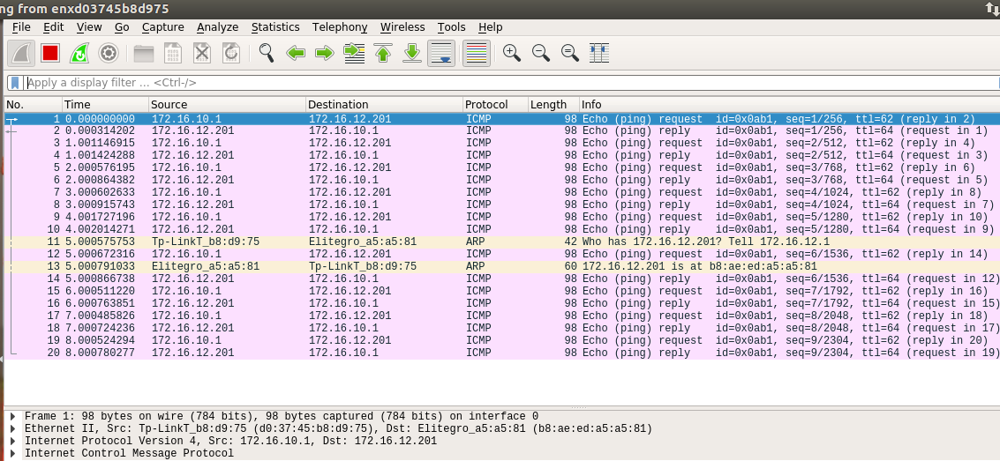 ng from enxd03745b8d975
File Edit View Go Capture Analyze Statistics Telephony Wireless Tools Help
Apply a display filter ... <Ctrl-/>
No. Time Source Destination Protocol Length Info
1 0.000000000 172.16.10.1 172.16.12.201 ICMP 98 Echo (ping) request id=0x0ab1, seq=1/256, ttl=62 (reply in 2)
2 0.000314202 172.16.12.201 172.16.10.1 ICMP 98 Echo (ping) reply id=0x0ab1, seq=1/256, ttl=64 (request in 1)
3 1.001146915 172.16.10.1 172.16.12.201 ICMP 98 Echo (ping) request id=0x0ab1, seq=2/512, ttl=62 (reply in 4)
4 1.001424288 172.16.12.201 172.16.10.1 ICMP 98 Echo (ping) reply id=0x0ab1, seq=2/512, ttl=64 (request in 3)
5 2.000576195 172.16.10.1 172.16.12.201 ICMP 98 Echo (ping) request id=0x0ab1, seq=3/768, ttl=62 (reply in 6)
6 2.000864382 172.16.12.201 172.16.10.1 ICMP 98 Echo (ping) reply id=0x0ab1, seq=3/768, ttl=64 (request in 5)
7 3.000602633 172.16.10.1 172.16.12.201 ICMP 98 Echo (ping) request id=0x0ab1, seq=4/1024, ttl=62 (reply in 8)
8 3.000915743 172.16.12.201 172.16.10.1 ICMP 98 Echo (ping) reply id=0x0ab1, seq=4/1024, ttl=64 (request in 7)
9 4.001727196 172.16.10.1 172.16.12.201 ICMP 98 Echo (ping) request id=0x0ab1, seq=5/1280, ttl=62 (reply in 10)
10 4.002014271 172.16.12.201 172.16.10.1 ICMP 98 Echo (ping) reply id=0x0ab1, seq=5/1280, ttl=64 (request in 9)
11 5.000575753 Tp-LinkT_b8:d9:75 Elitegro_a5:a5:81 ARP 42 Who has 172.16.12.201? Tell 172.16.12.1
12 5.000672316 172.16.10.1 172.16.12.201 ICMP 98 Echo (ping) request id=0x0ab1, seq=6/1536, ttl=62 (reply in 14)
13 5.000791033 Elitegro_a5:a5:81 Tp-LinkT_b8:d9:75 ARP 60 172.16.12.201 is at b8:ae:ed:a5:a5:81
14 5.000866738 172.16.12.201 172.16.10.1 ICMP 98 Echo (ping) reply id=0x0ab1, seq=6/1536, ttl=64 (request in 12)
15 6.000511220 172.16.10.1 172.16.12.201 ICMP 98 Echo (ping) request id=0x0ab1, seq=7/1792, ttl=62 (reply in 16)
16 6.000763851 172.16.12.201 172.16.10.1 ICMP 98 Echo (ping) reply id=0x0ab1, seq=7/1792, ttl=64 (request in 15)
17 7.000485826 172.16.10.1 172.16.12.201 ICMP 98 Echo (ping) request id=0x0ab1, seq=8/2048, ttl=62 (reply in 18)
18 7.000724236 172.16.12.201 172.16.10.1 ICMP 98 Echo (ping) reply id=0x0ab1, seq=8/2048, ttl=64 (request in 17)
19 8.000524294 172.16.10.1 172.16.12.201 ICMP 98 Echo (ping) request id=0x0ab1, seq=9/2304, ttl=62 (reply in 20)
20 8.000780277 172.16.12.201 172.16.10.1 ICMP 98 Echo (ping) reply id=0x0ab1, seq=9/2304, ttl=64 (request in 19)
Frame 1: 98 bytes on wire (784 bits), 98 bytes captured (784 bits) on interface 0
Ethernet II, Src: Tp-LinkT_b8:d9:75 (d0:37:45:b8:d9:75), Dst: Elitegro_a5:a5:81 (b8:ae:ed:a5:a5:81)
Internet Protocol Version 4, Src: 172.16.10.1, Dst: 172.16.12.201
Internet Control Message Protocol